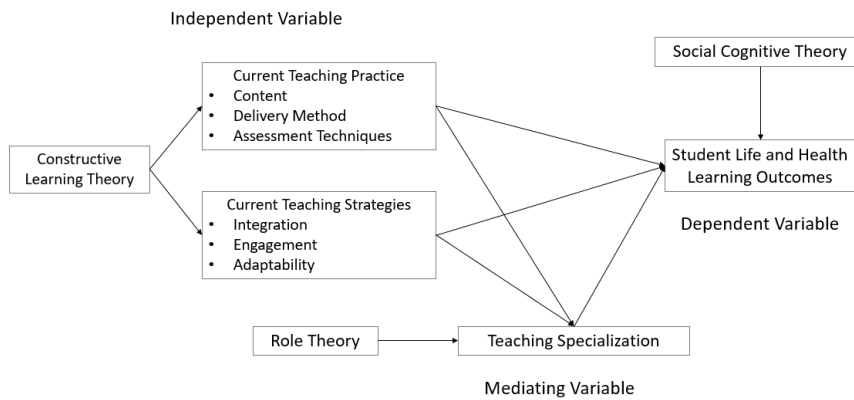 Independent Variable
Social Cognitive Theory
Current Teaching Practice
• Content
• Delivery Method
• Assessment Techniques
Constructive
Learning Theory
Student Life and Health
Learning Outcomes
Current Teaching Strategies
• Integration
• Engagement
• Adaptability
Dependent Variable
Role Theory
Teaching Specialization
Mediating Variable